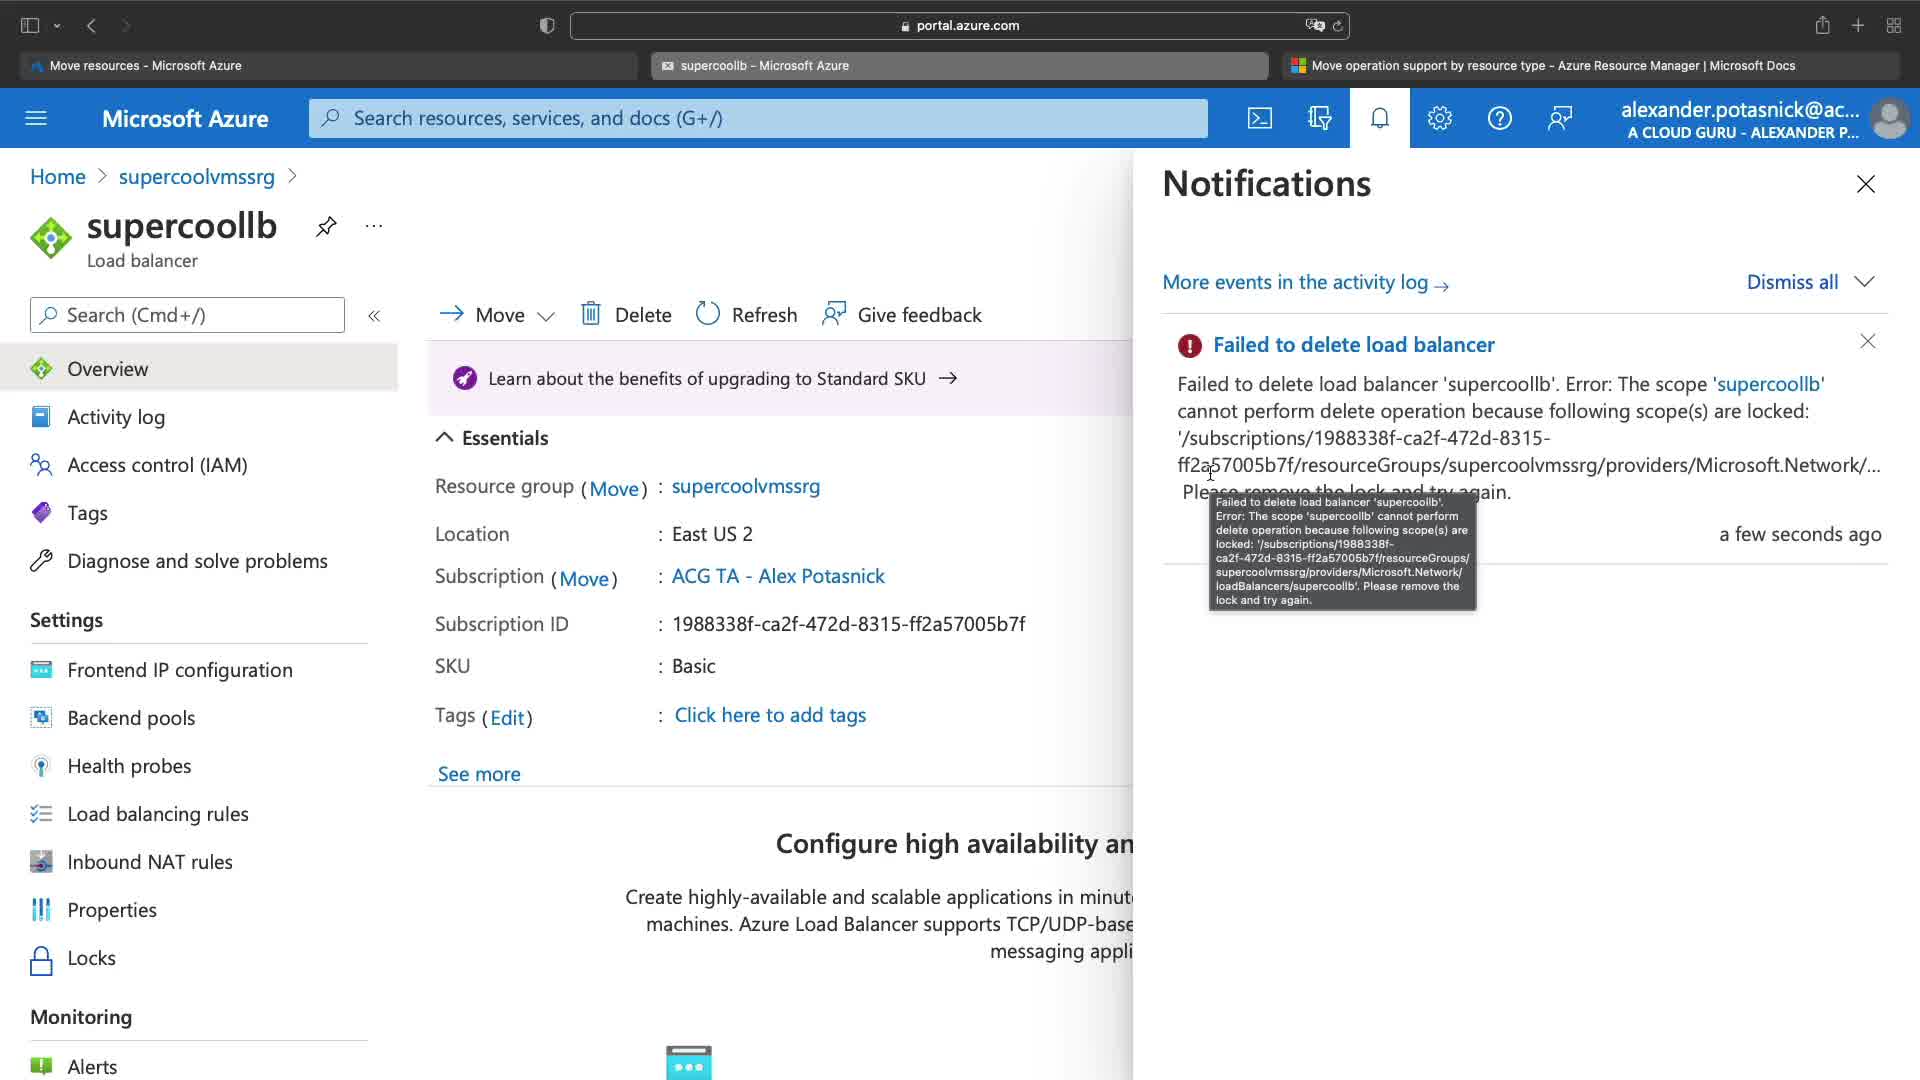 portal.azure.com
Move resources - Microsoft Azure
supercoollb - Microsoft Azure
Move operation support by resource type - Azure Resource Manager | Microsoft Docs
Microsoft Azure
Search resources, services, and docs (G+/)
alexander.potasnick@ac...
A CLOUD GURU - ALEXANDER P...
Home > supercoolvmssrg >
supercoollb
...
Load balancer
Search (Cmd+/)
«
Overview
Activity log
Access control (IAM)
Tags
Diagnose and solve problems
Settings
Frontend IP configuration
Backend pools
Health probes
Load balancing rules
Inbound NAT rules
Properties
Locks
Monitoring
Alerts
Move
Delete
Refresh
Give feedback
Learn about the benefits of upgrading to Standard SKU →
Essentials
Resource group (Move) : supercoolvmssrg
Location : East US 2
Subscription (Move) : ACG TA - Alex Potasnick
Subscription ID : 1988338f-ca2f-472d-8315-ff2a57005b7f
SKU : Basic
Tags (Edit) : Click here to add tags
See more
Configure high availability an
Create highly-available and scalable applications in minut
machines. Azure Load Balancer supports TCP/UDP-base
messaging appli
Notifications
More events in the activity log →
Dismiss all
Failed to delete load balancer
Failed to delete load balancer 'supercoollb'. Error: The scope 'supercoollb'
cannot perform delete operation because following scope(s) are locked:
'/subscriptions/1988338f-ca2f-472d-8315-
ff2a57005b7f/resourceGroups/supercoolvmssrg/providers/Microsoft.Network/...
Please remove the lock and try again.
a few seconds ago
Failed to delete load balancer 'supercoollb'.
Error: The scope 'supercoollb' cannot perform
delete operation because following scope(s) are
locked: '/subscriptions/1988338f-
ca2f-472d-8315-ff2a57005b7f/resourceGroups/
supercoolvmssrg/providers/Microsoft.Network/
loadBalancers/supercoollb'. Please remove the
lock and try again.